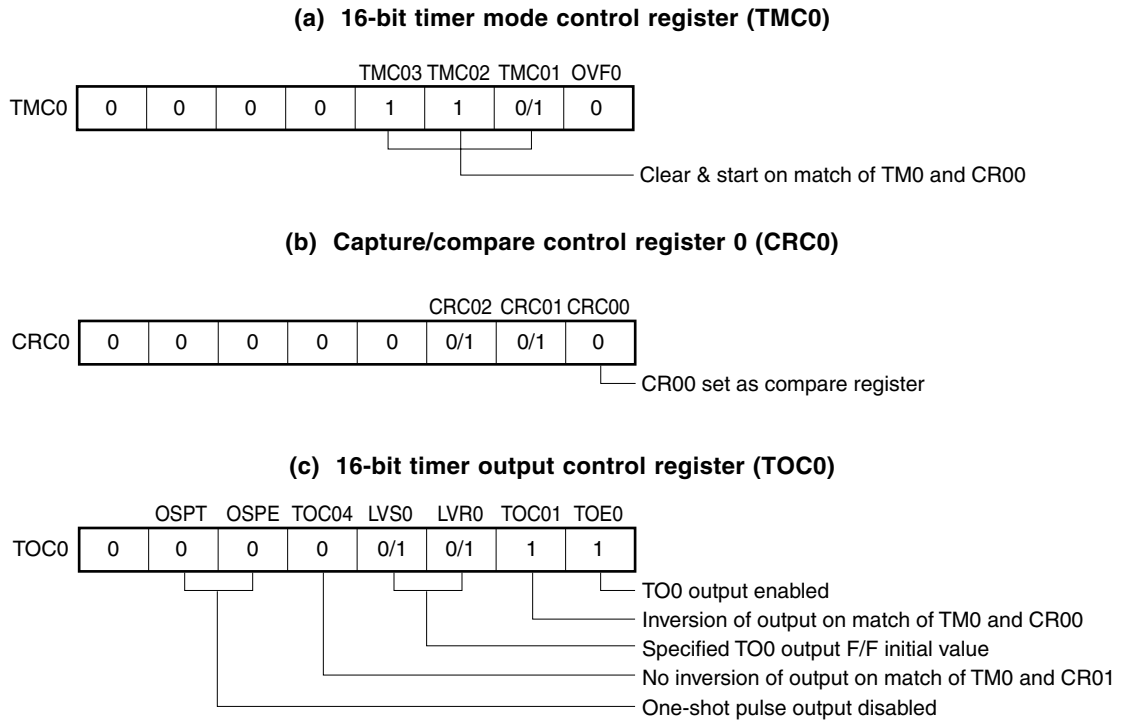 (a) 16-bit timer mode control register (TMC0)
TMC03 TMC02 TMC01 OVF0
TMC0 0 0 0 0 1 1 0/1 0
Clear & start on match of TM0 and CR00
(b) Capture/compare control register 0 (CRC0)
CRC02 CRC01 CRC00
CRC0 0 0 0 0 0 0/1 0/1 0
CR00 set as compare register
(c) 16-bit timer output control register (TOC0)
OSPT OSPE TOC04 LVS0 LVR0 TOC01 TOE0
TOC0 0 0 0 0 0/1 0/1 1 1
TO0 output enabled
Inversion of output on match of TM0 and CR00
Specified TO0 output F/F initial value
No inversion of output on match of TM0 and CR01
One-shot pulse output disabled